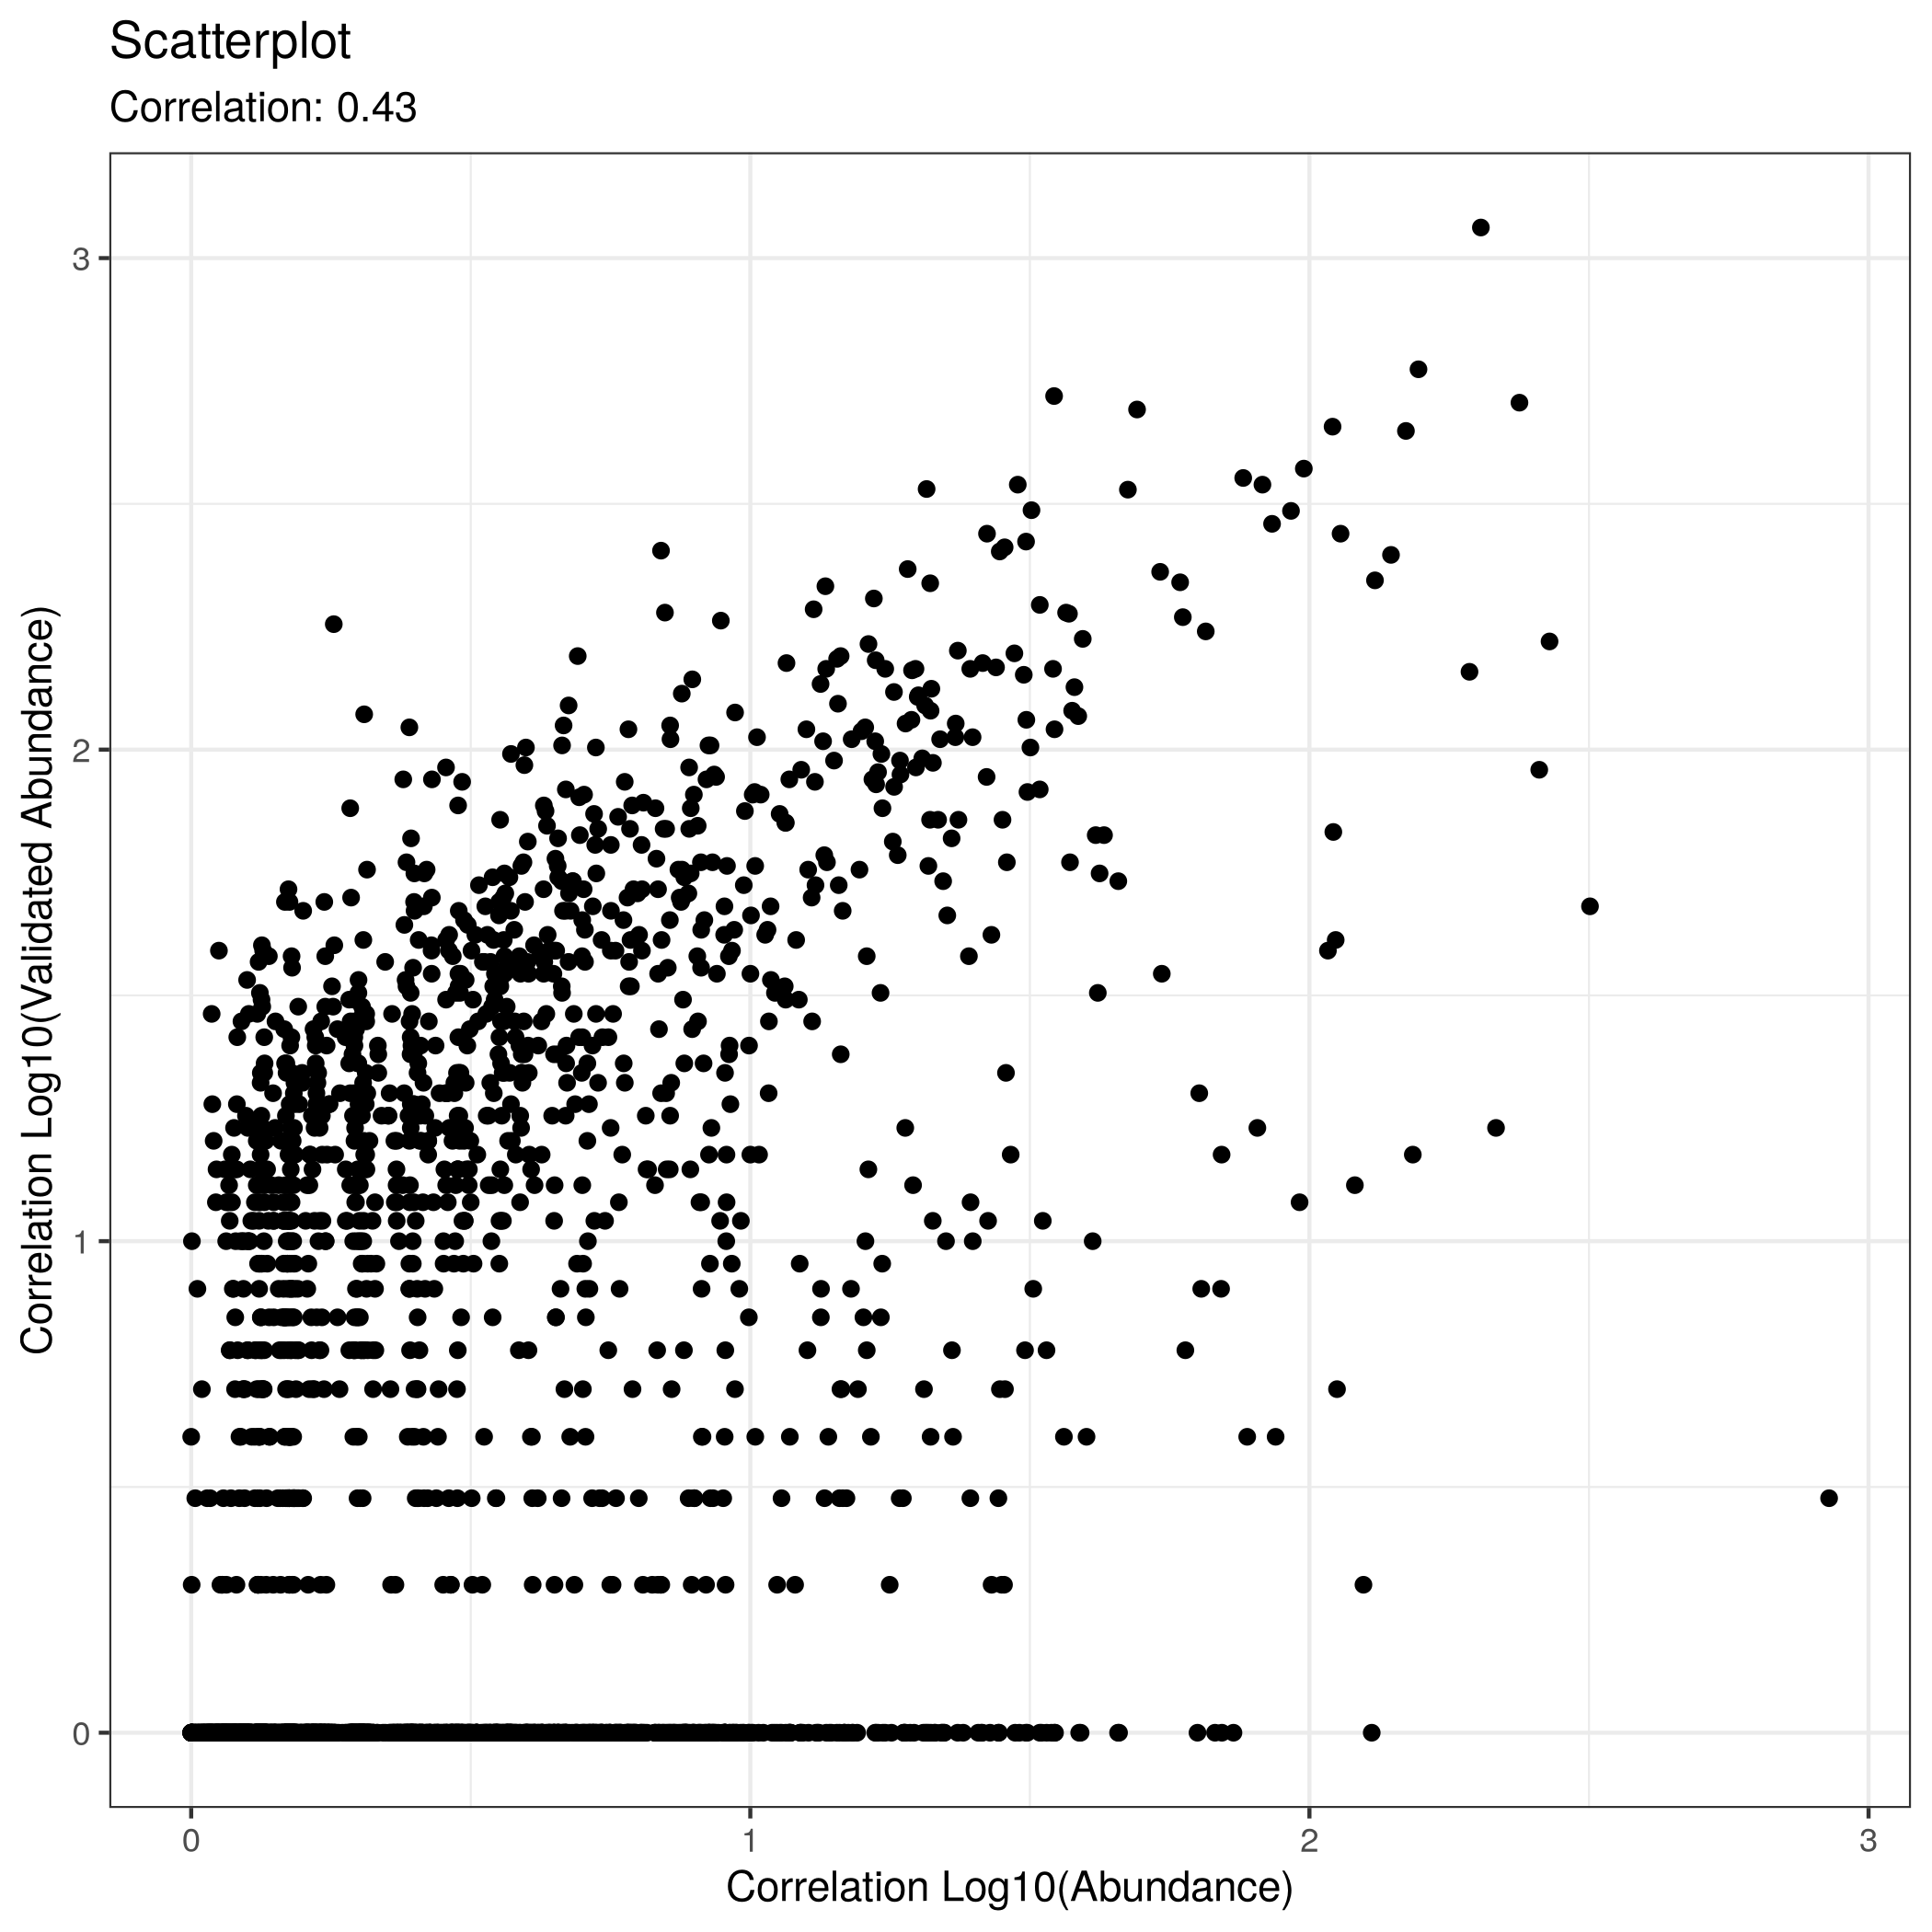 Scatterplot
Correlation: 0.43
Correlation Log10(Validated Abundance)
3
2
1
0
0
1
2
3
Correlation Log10(Abundance)